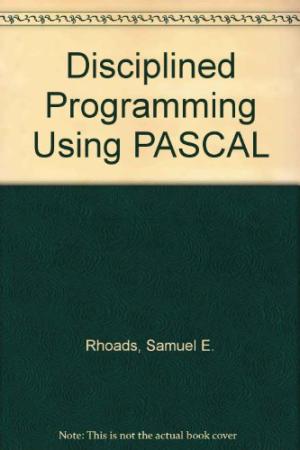 Disciplined
Programming
Using PASCAL
Rhoads, Samuel E.
Note: This is not the actual book cover